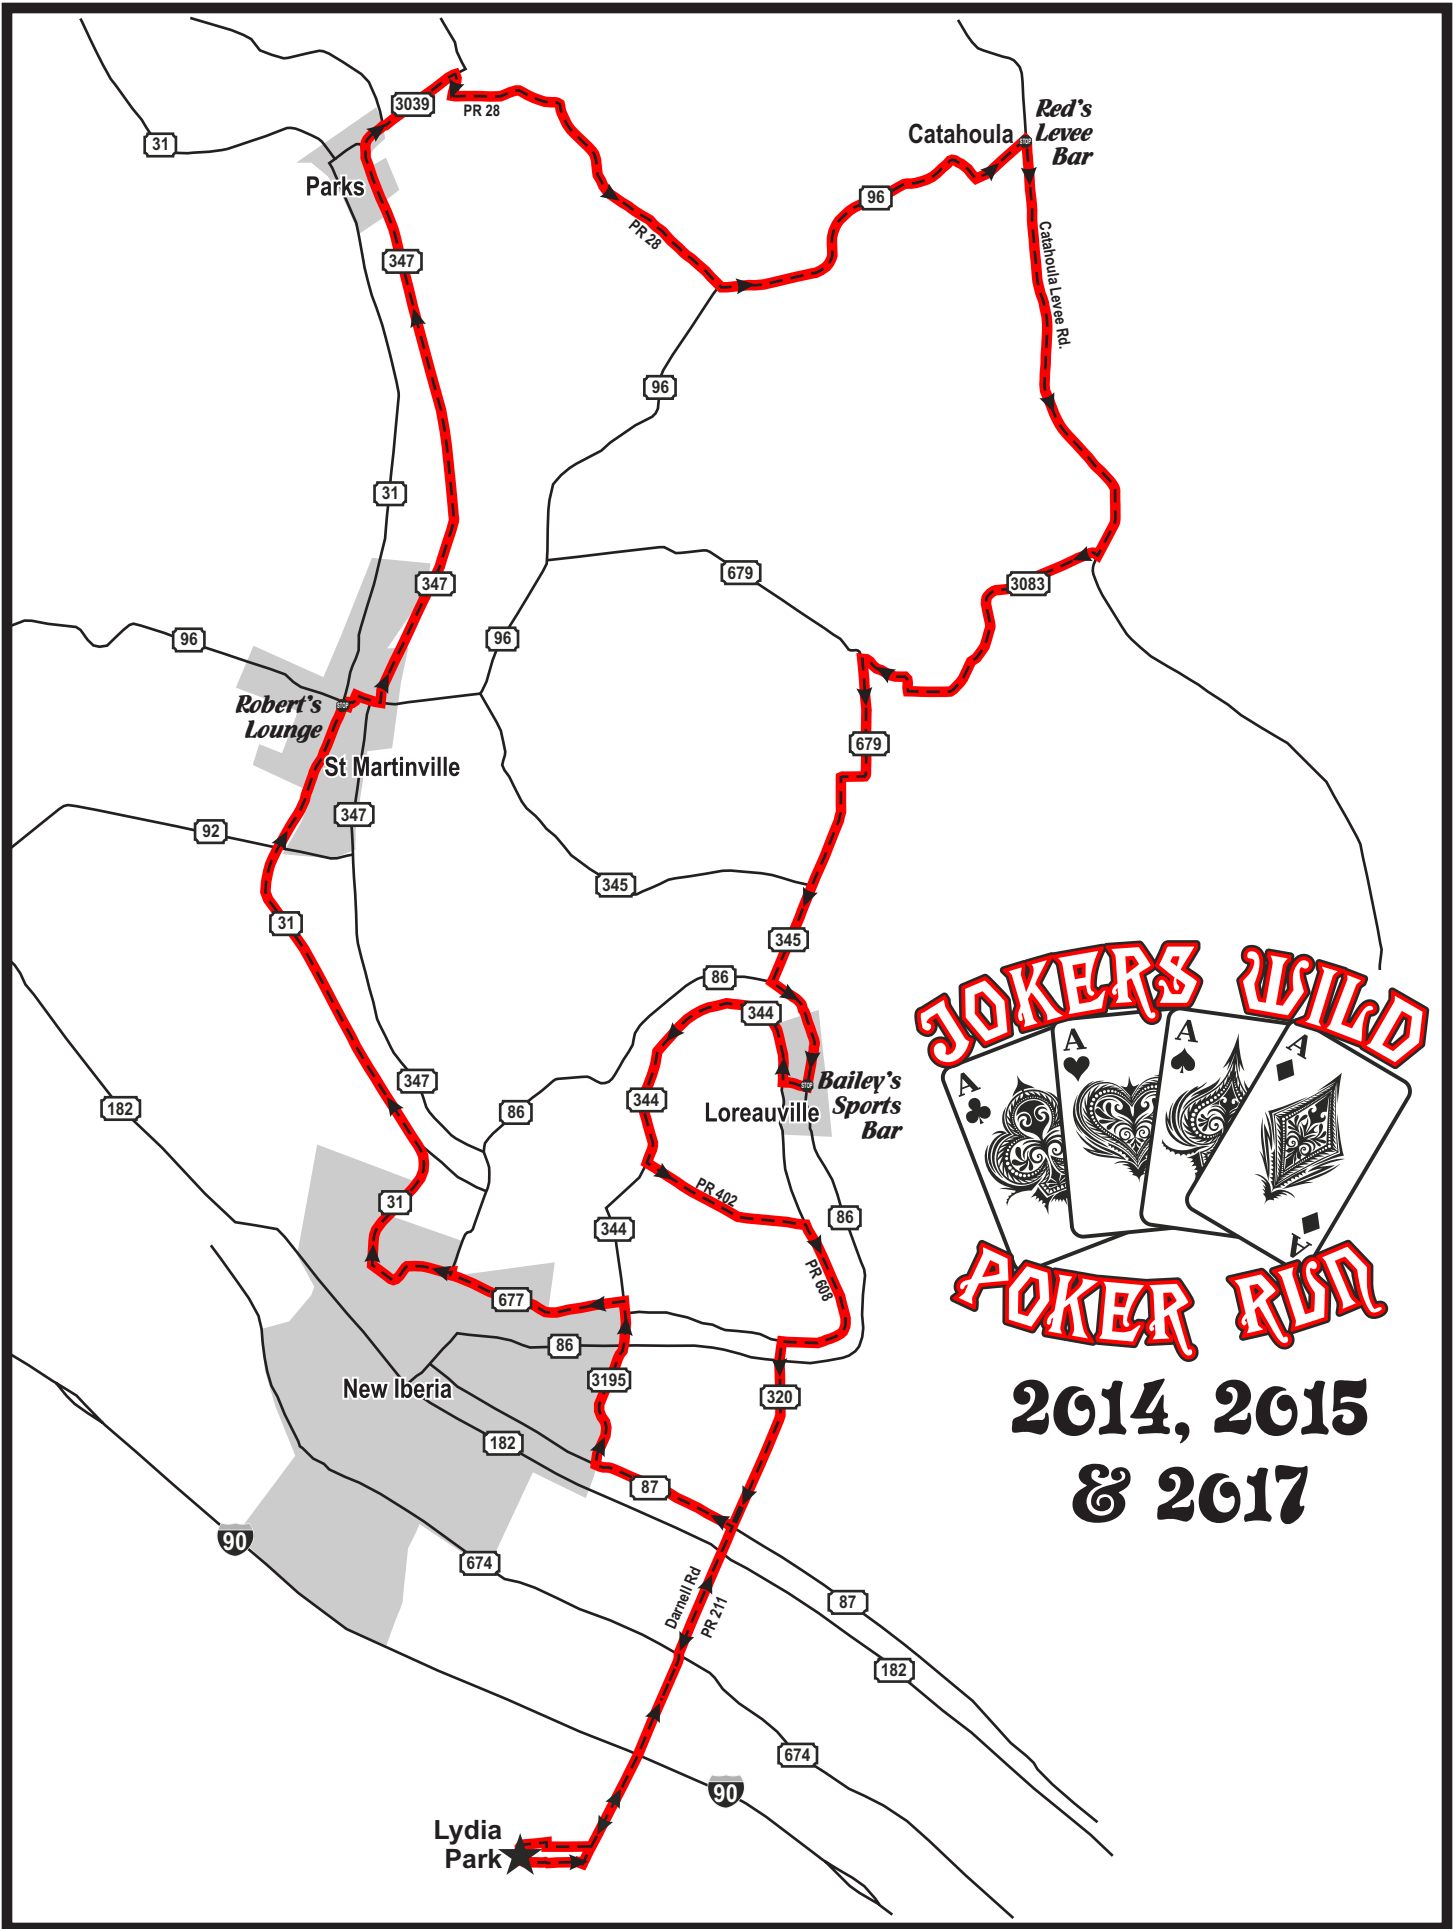 3039
PR 28
31
Parks
Catahoula
Red's
Levee
Bar
STOP
96
PR 28
347
Catahoula Levee Rd.
96
31
679
347
3083
96
96
Robert's
Lounge
STOP
St Martinville
679
347
92
345
31
345
86
344
347
182
86
344
STOP
Bailey's
Sports
Bar
Loreauville
31
PR 402
344
86
PR 608
677
86
3195
New Iberia
320
182
87
90
674
Darnell Rd
PR 211
87
182
674
90
Lydia
Park
JOKERS WILD
A
A
A
A
A
POKER RUN
2014, 2015
& 2017